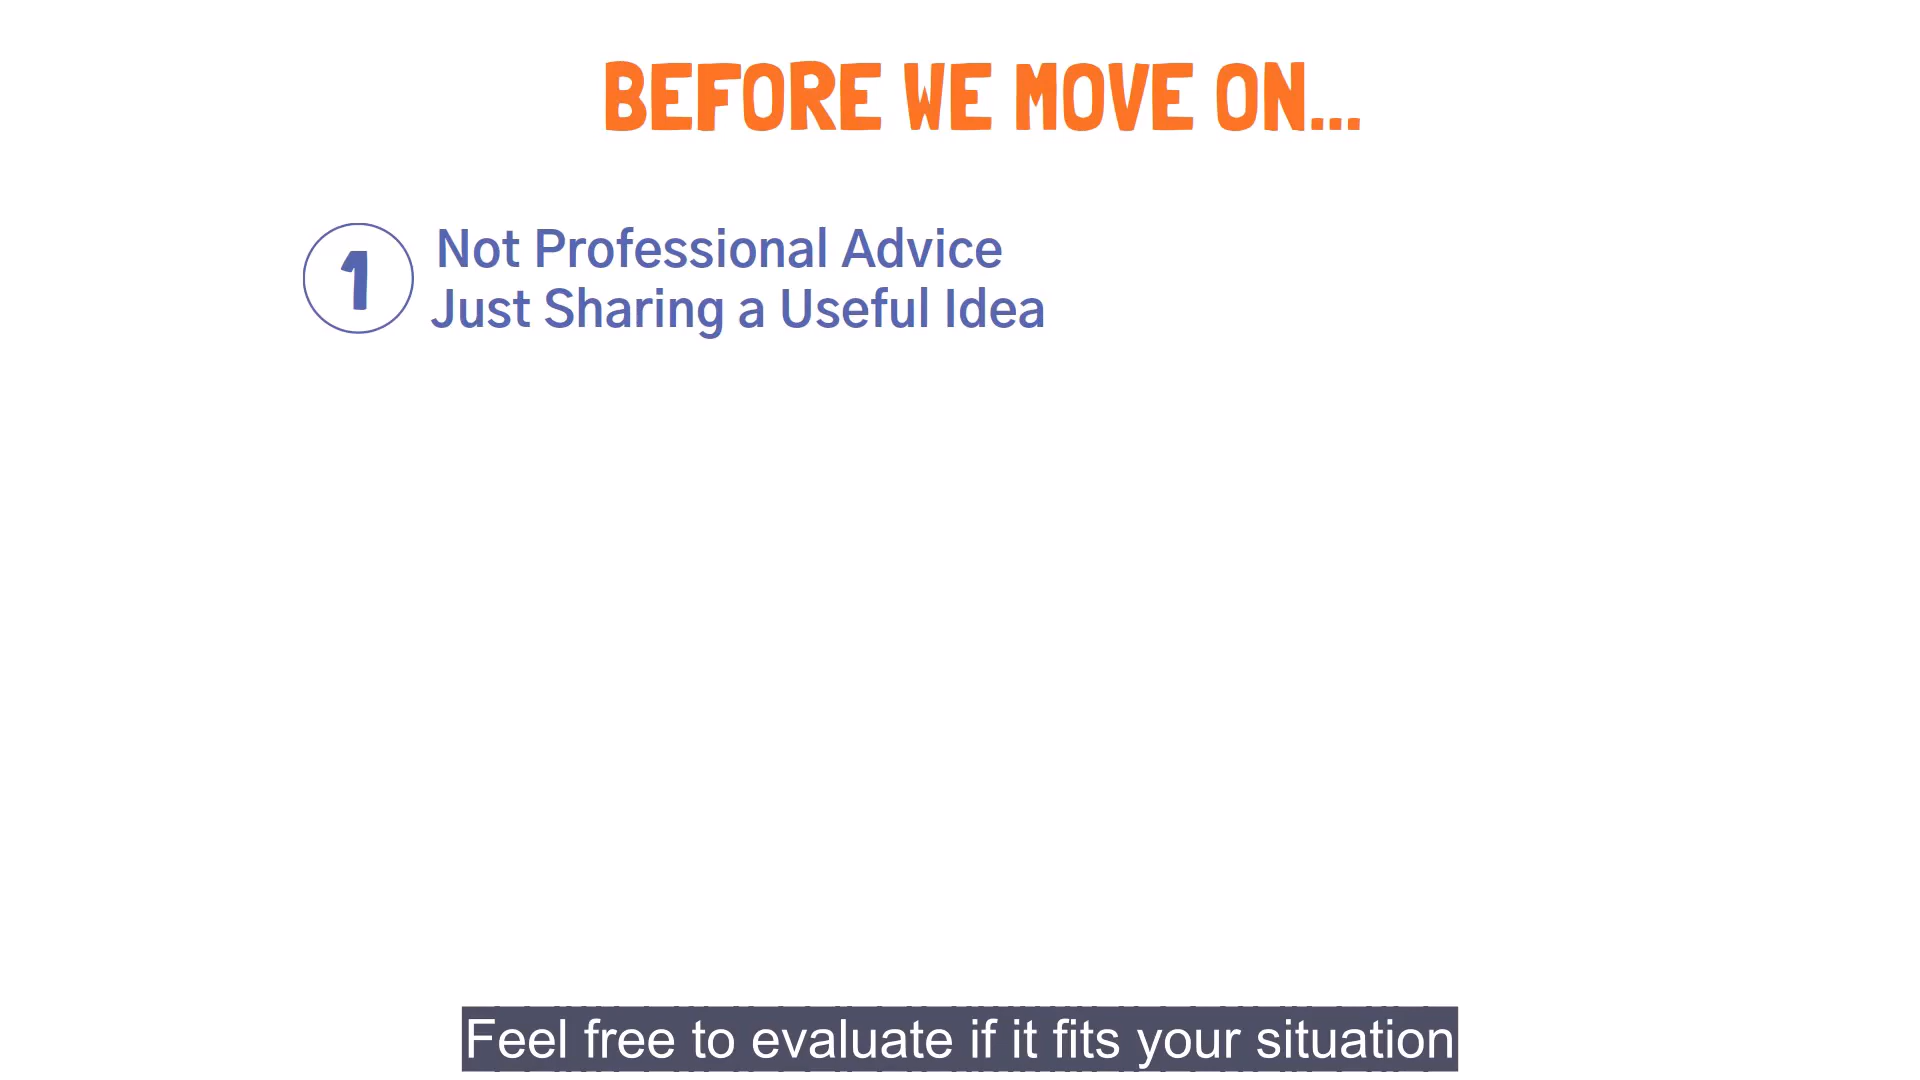 BEFORE WE MOVE ON...
1
Not Professional Advice
Just Sharing a Useful Idea
Feel free to evaluate if it fits your situation